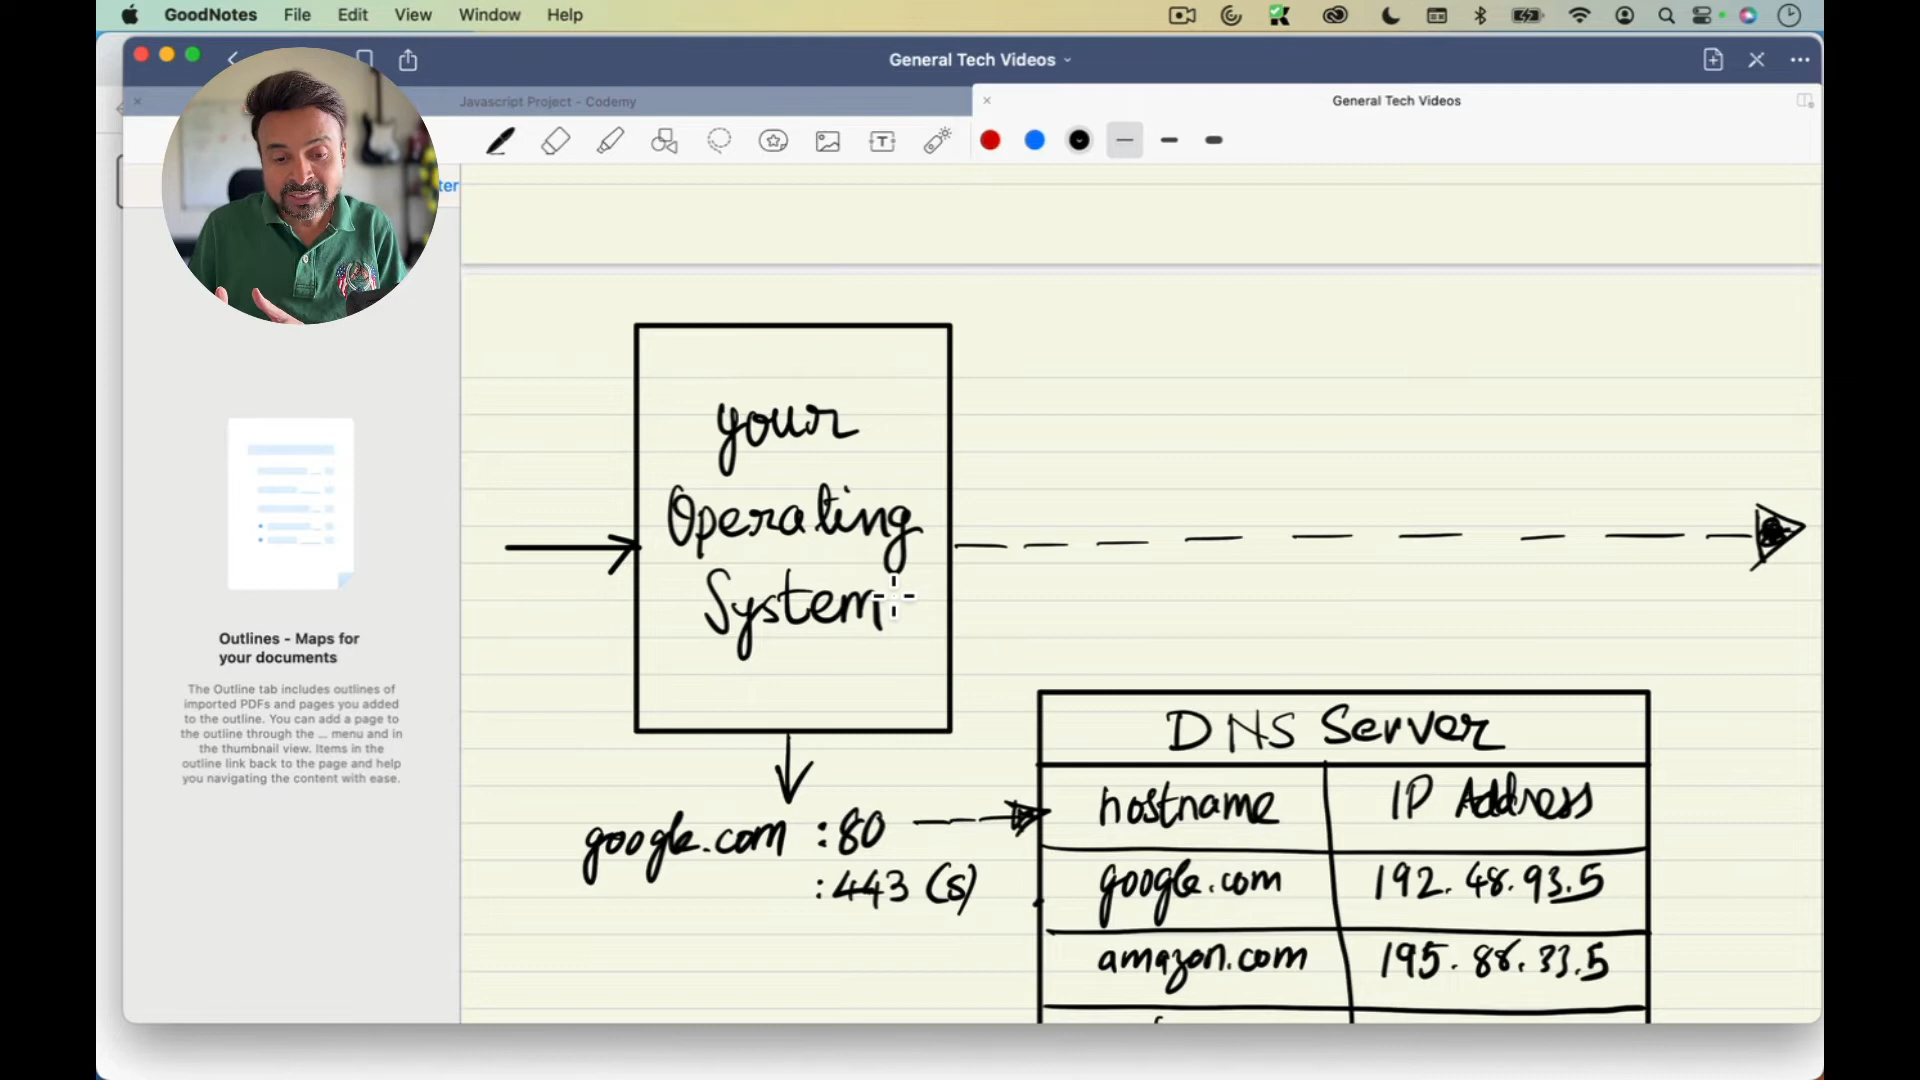 GoodNotes File Edit View Window Help
General Tech Videos
Javascript Project - Codemy
General Tech Videos
ter
your
Operating
System
google.com :80
:443 (s)
DNS Server
hostname IP Address
google.com 192.48.93.5
amazon.com 195.88.33.5
Outlines - Maps for
your documents
The Outline tab includes outlines of
imported PDFs and pages you added
to the outline. You can add a page to
the outline through the ... menu and in
the thumbnail view. Items in the
outline link back to the page and help
you navigating the content with ease.